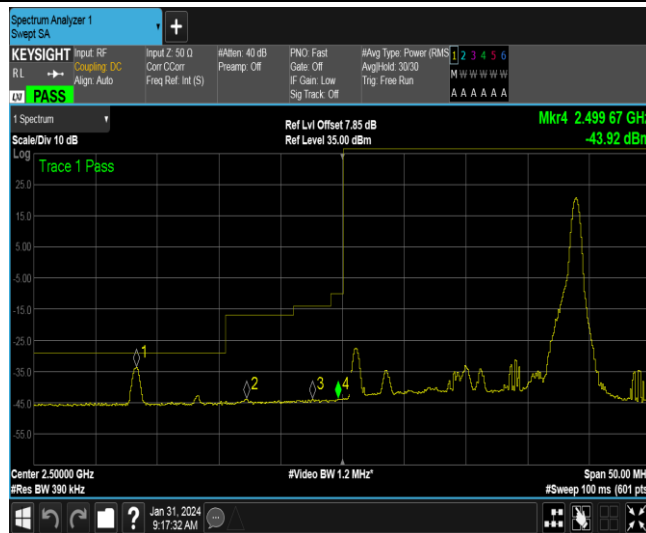 Spectrum Analyzer 1
Swept SA
+
KEYSIGHT
RL
LXI PASS
Input: RF
Coupling: DC
Align: Auto
Input Z: 50 Ω
Corr CCorr
Freq Ref: Int (S)
#Atten: 40 dB
Preamp: Off
PNO: Fast
Gate: Off
IF Gain: Low
Sig Track: Off
#Avg Type: Power (RMS
Avg|Hold: 30/30
Trig: Free Run
1 2 3 4 5 6
M W W W W W
A A A A A A
1 Spectrum
Scale/Div 10 dB
Ref Lvl Offset 7.85 dB
Ref Level 35.00 dBm
Mkr4 2.499 67 GHz
-43.92 dBm
Log
Trace 1 Pass
25.0
15.0
5.00
-5.00
-15.0
-25.0
-35.0
-45.0
-55.0
1
2
3
4
Center 2.50000 GHz
#Res BW 390 kHz
#Video BW 1.2 MHz*
Span 50.00 MH
#Sweep 100 ms (601 pts
?
Jan 31, 2024
9:17:32 AM